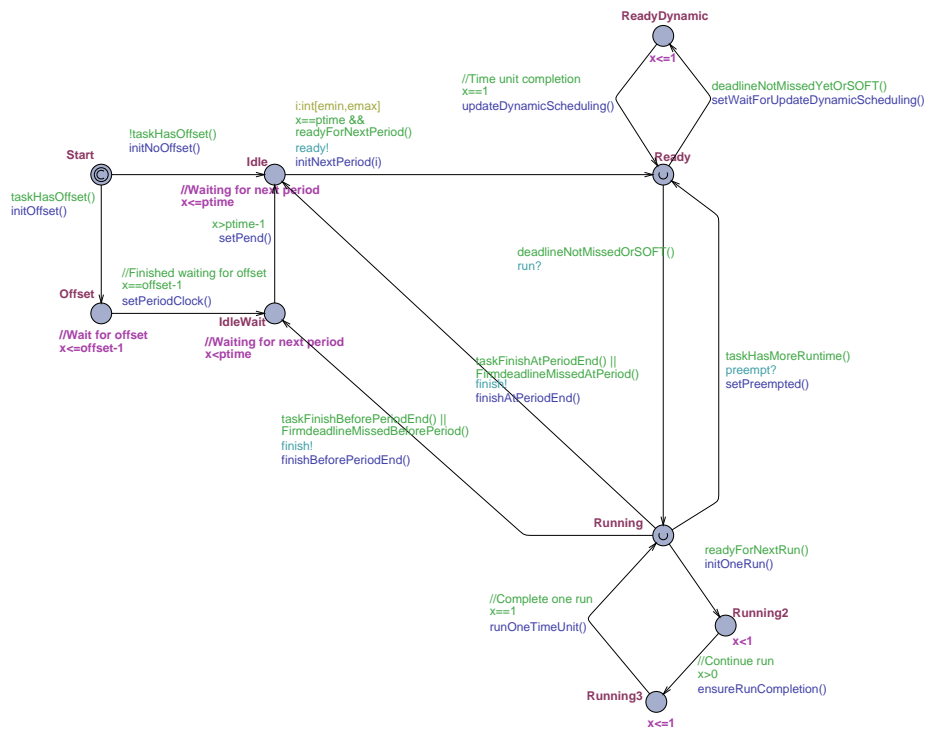 ReadyDynamic
x<=1
//Time unit completion
x==1
updateDynamicScheduling()
deadlineNotMissedYetOrSOFT()
setWaitForUpdateDynamicScheduling()
i:int[emin,emax]
x==ptime &&
readyForNextPeriod()
ready!
initNextPeriod(i)
!taskHasOffset()
initNoOffset()
Start
Idle
Ready
taskHasOffset()
initOffset()
//Waiting for next period
x<=ptime
x>ptime-1
setPend()
deadlineNotMissedOrSOFT()
run?
//Finished waiting for offset
x==offset-1
setPeriodClock()
Offset
IdleWait
//Wait for offset
x<=offset-1
//Waiting for next period
x<ptime
taskFinishAtPeriodEnd() ||
FirmdeadlineMissedAtPeriod()
finish!
finishAtPeriodEnd()
taskHasMoreRuntime()
preempt?
setPreempted()
taskFinishBeforePeriodEnd() ||
FirmdeadlineMissedBeforePeriod()
finish!
finishBeforePeriodEnd()
Running
readyForNextRun()
initOneRun()
//Complete one run
x==1
runOneTimeUnit()
Running2
x<1
//Continue run
x>0
ensureRunCompletion()
Running3
x<=1